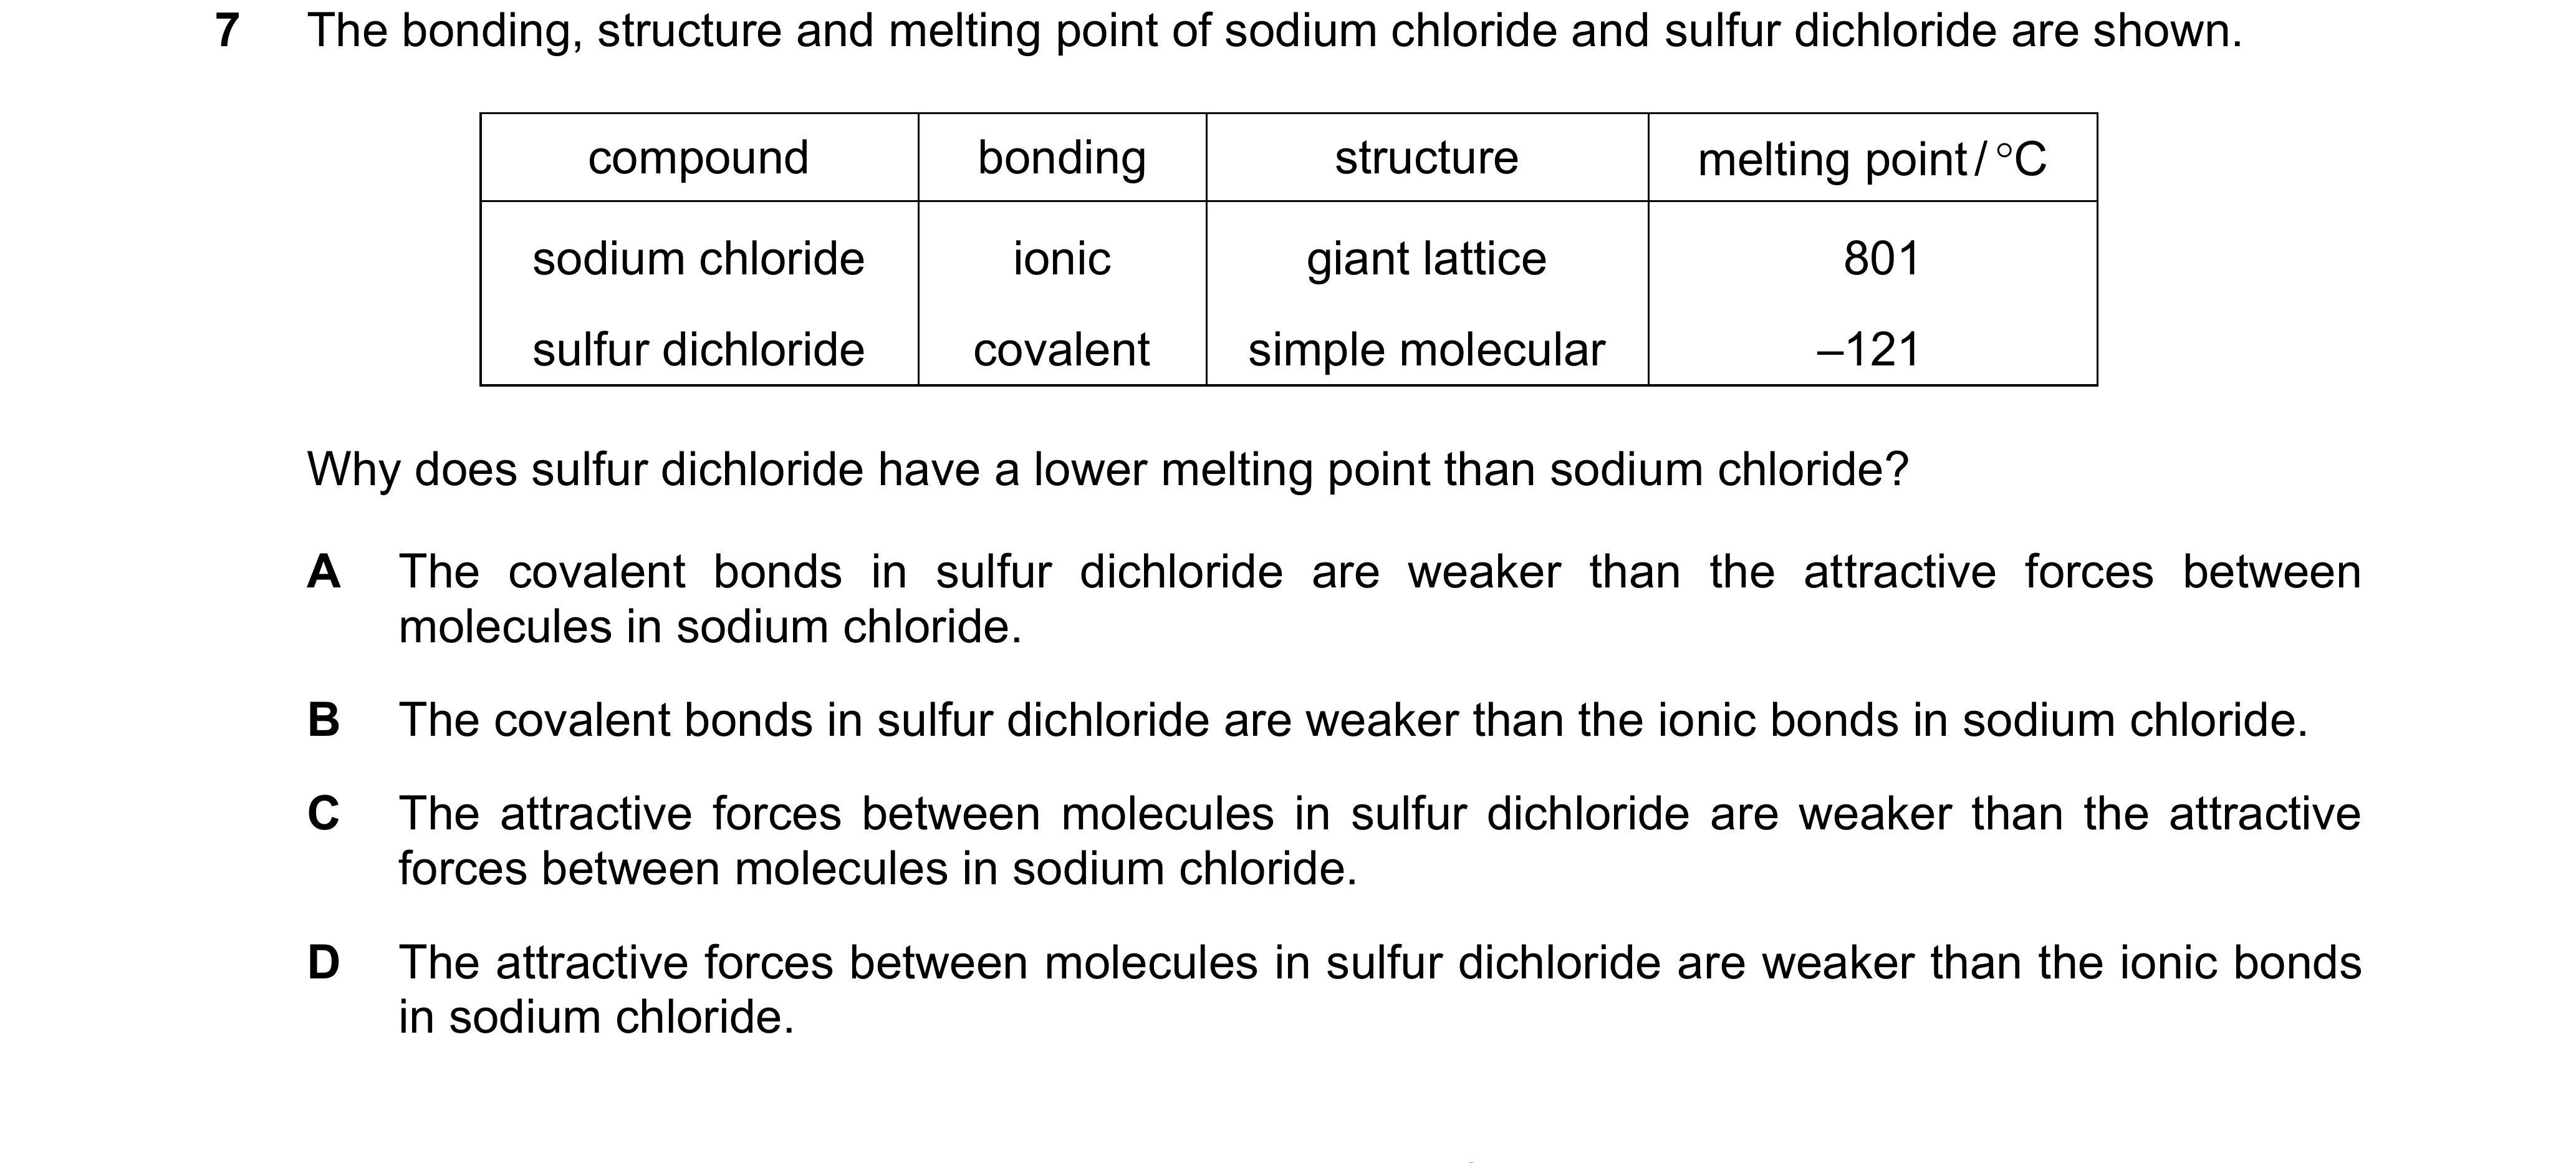 7 The bonding, structure and melting point of sodium chloride and sulfur dichloride are shown.
compound bonding structure melting point / °C
sodium chloride ionic giant lattice 801
sulfur dichloride covalent simple molecular –121
Why does sulfur dichloride have a lower melting point than sodium chloride?
A The covalent bonds in sulfur dichloride are weaker than the attractive forces between
molecules in sodium chloride.
B The covalent bonds in sulfur dichloride are weaker than the ionic bonds in sodium chloride.
C The attractive forces between molecules in sulfur dichloride are weaker than the attractive
forces between molecules in sodium chloride.
D The attractive forces between molecules in sulfur dichloride are weaker than the ionic bonds
in sodium chloride.